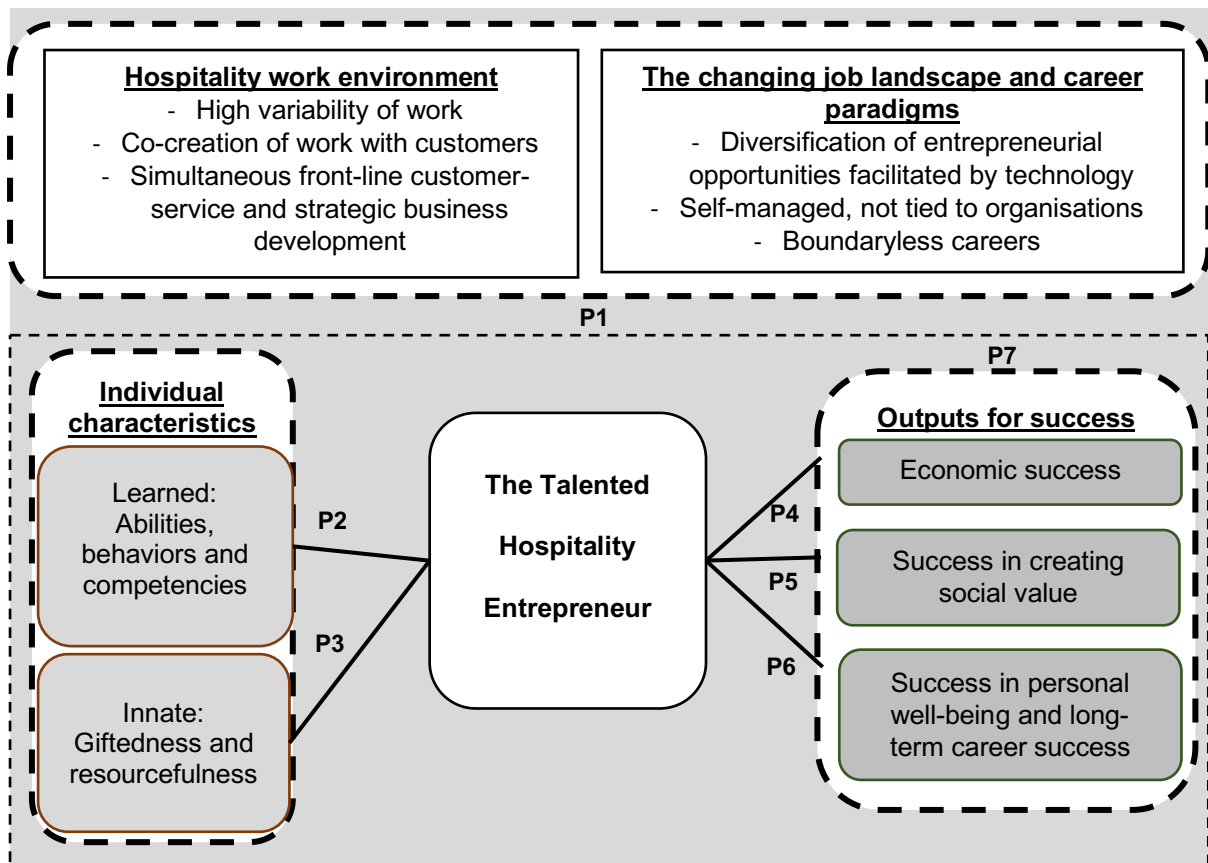 Hospitality work environment
- High variability of work
- Co-creation of work with customers
- Simultaneous front-line customer-
service and strategic business
development
The changing job landscape and career
paradigms
- Diversification of entrepreneurial
opportunities facilitated by technology
- Self-managed, not tied to organisations
- Boundaryless careers
P1
Individual
characteristics
Learned:
Abilities,
behaviors and
competencies
Innate:
Giftedness and
resourcefulness
P2
P3
The Talented
Hospitality
Entrepreneur
P4
P5
P6
P7
Outputs for success
Economic success
Success in creating
social value
Success in personal
well-being and long-
term career success